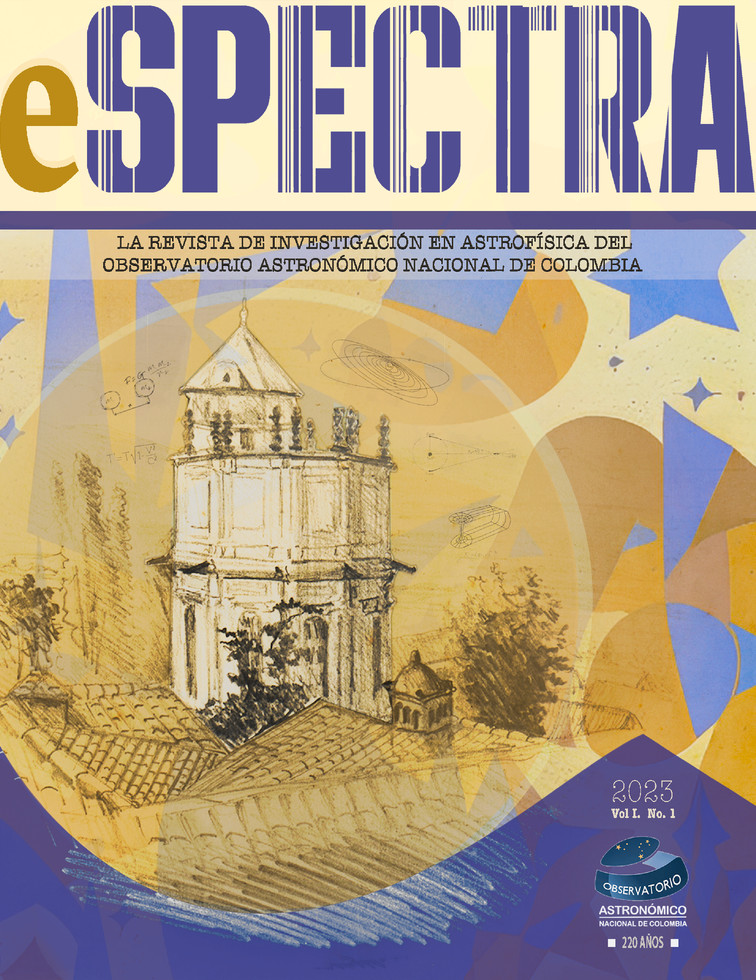 eSPECTRA
LA REVISTA DE INVESTIGACIÓN EN ASTROFÍSICA DEL
OBSERVATORIO ASTRONÓMICO NACIONAL DE COLOMBIA
2023
Vol I. No. 1
OBSERVATORIO
ASTRONÓMICO
NACIONAL DE COLOMBIA
220 AÑOS